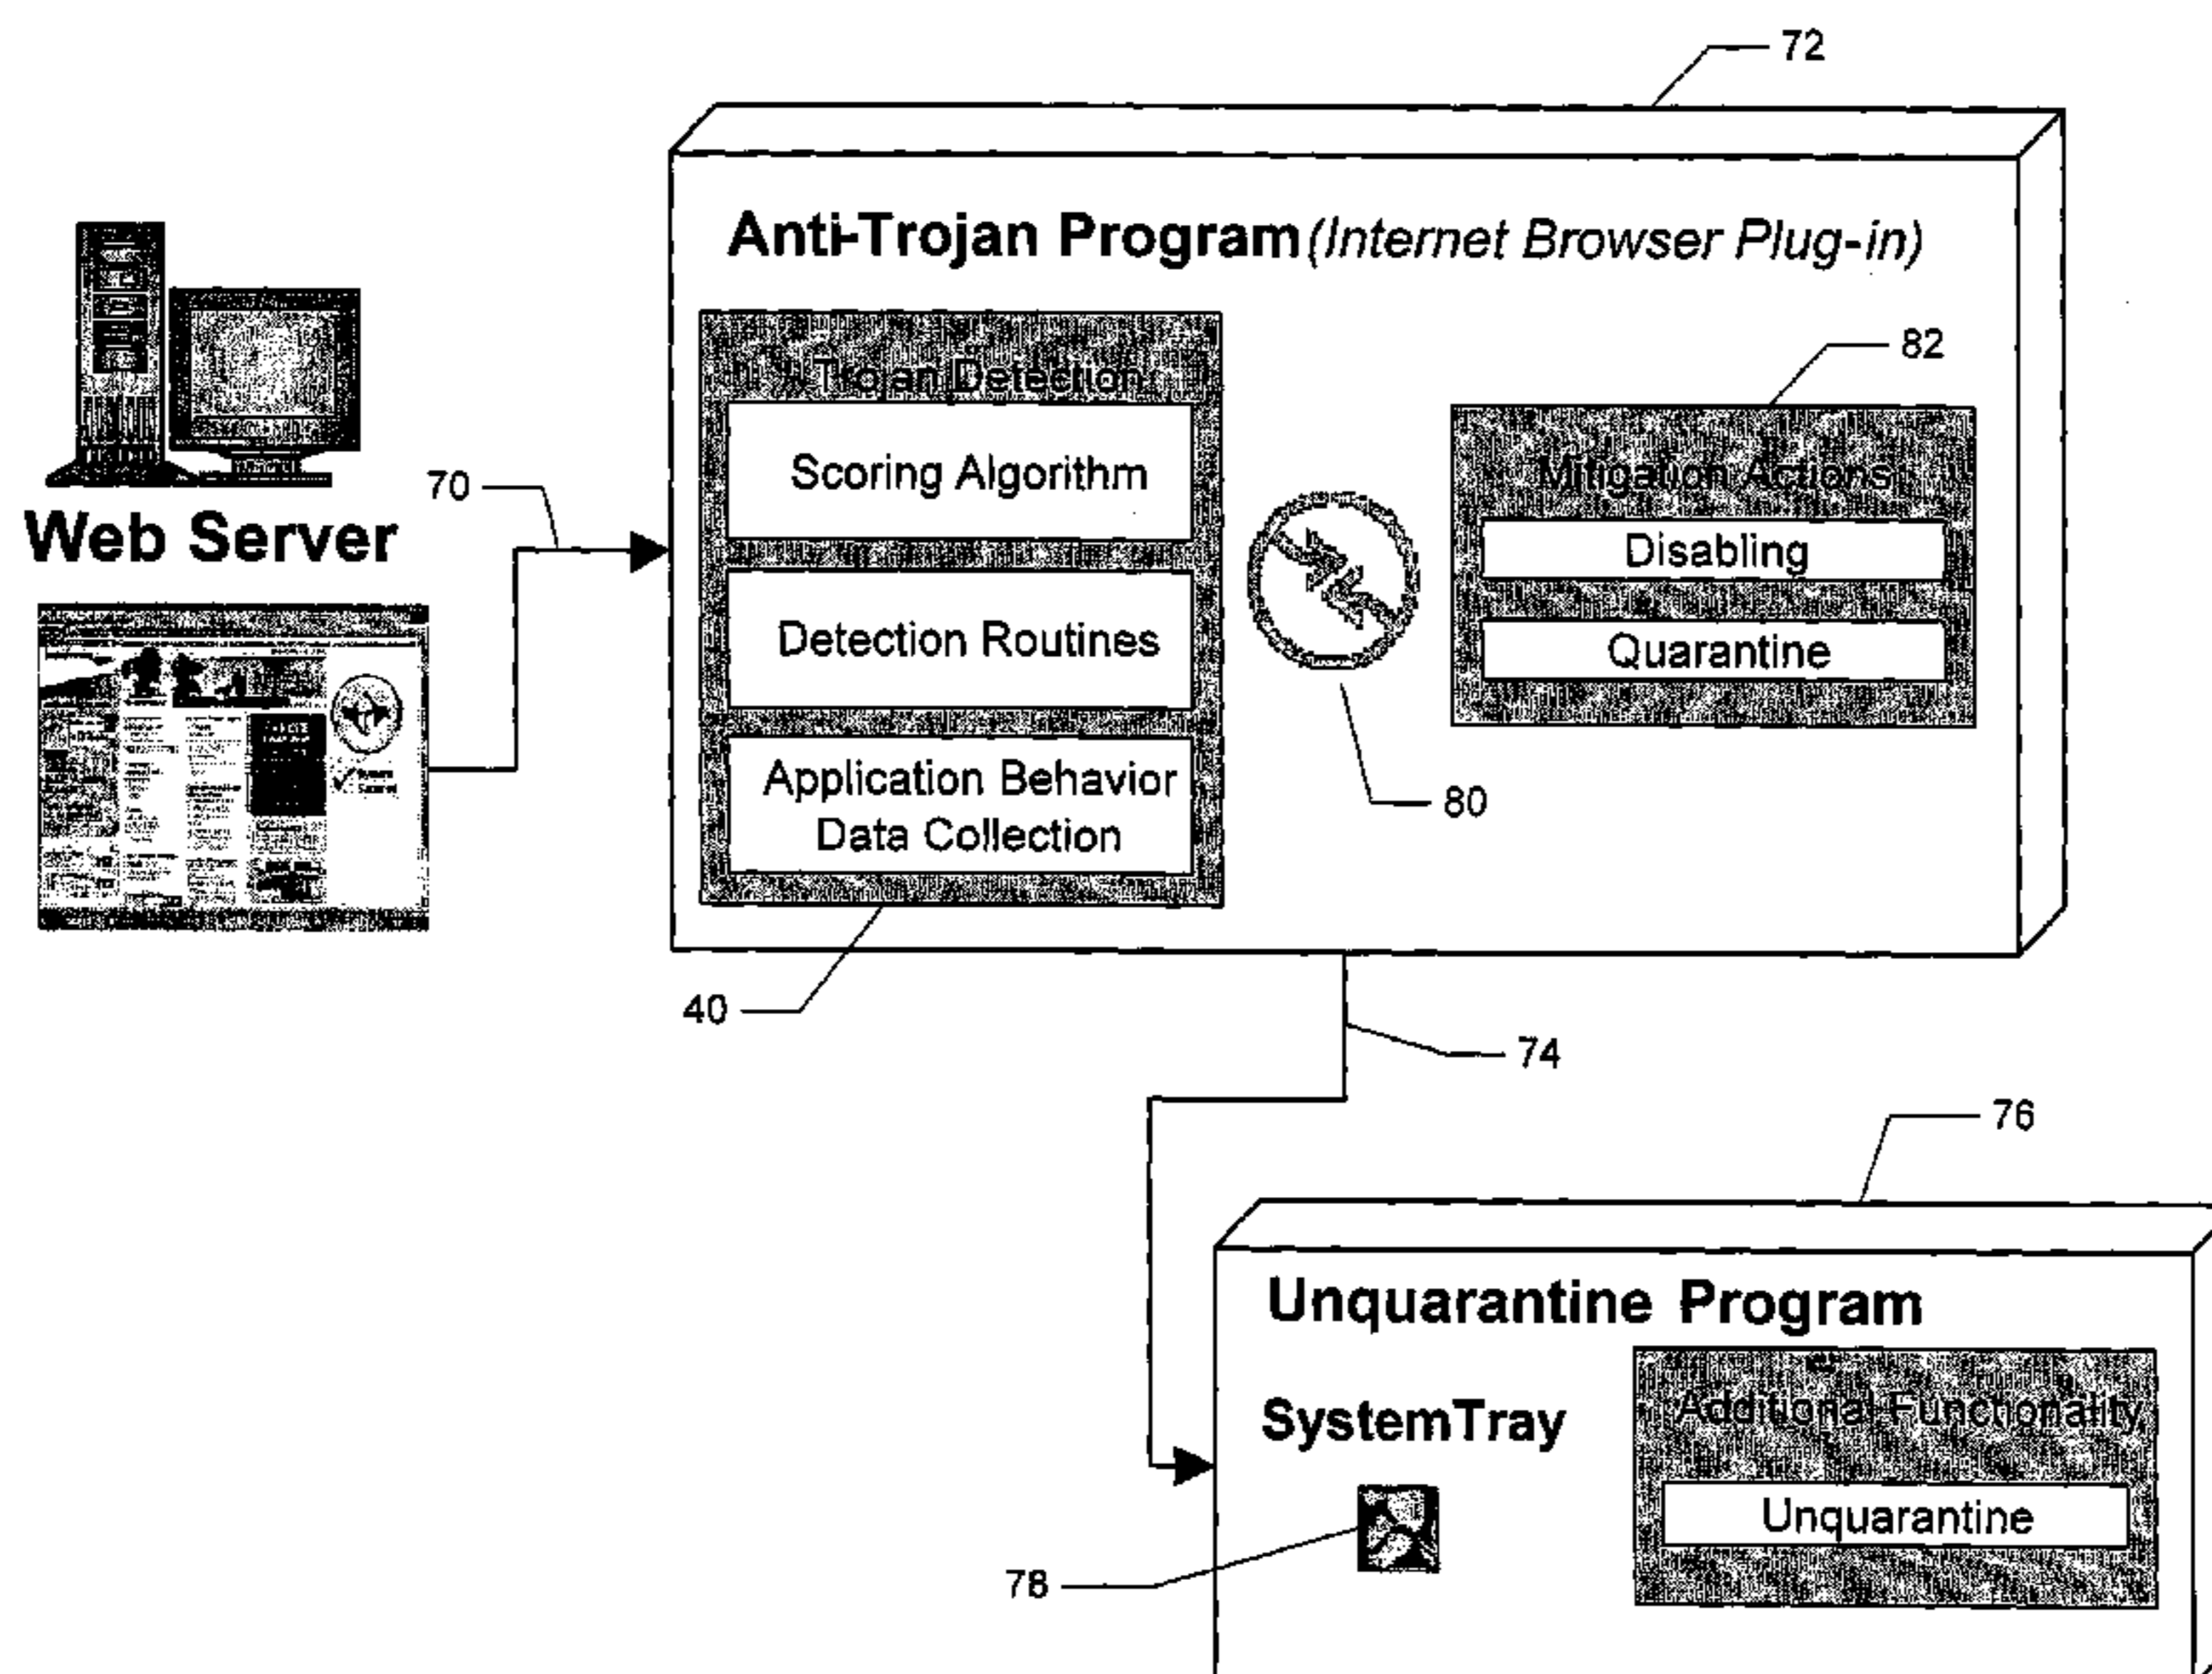 72
Anti-Trojan Program (Internet Browser Plug-in)
82
Trojan Detection
Scoring Algorithm
Mitigation Actions
70
Web Server
Disabling
Detection Routines
Quarantine
80
Application Behavior
Data Collection
40
74
76
Unquarantine Program
SystemTray
Additional Functionality
Unquarantine
78